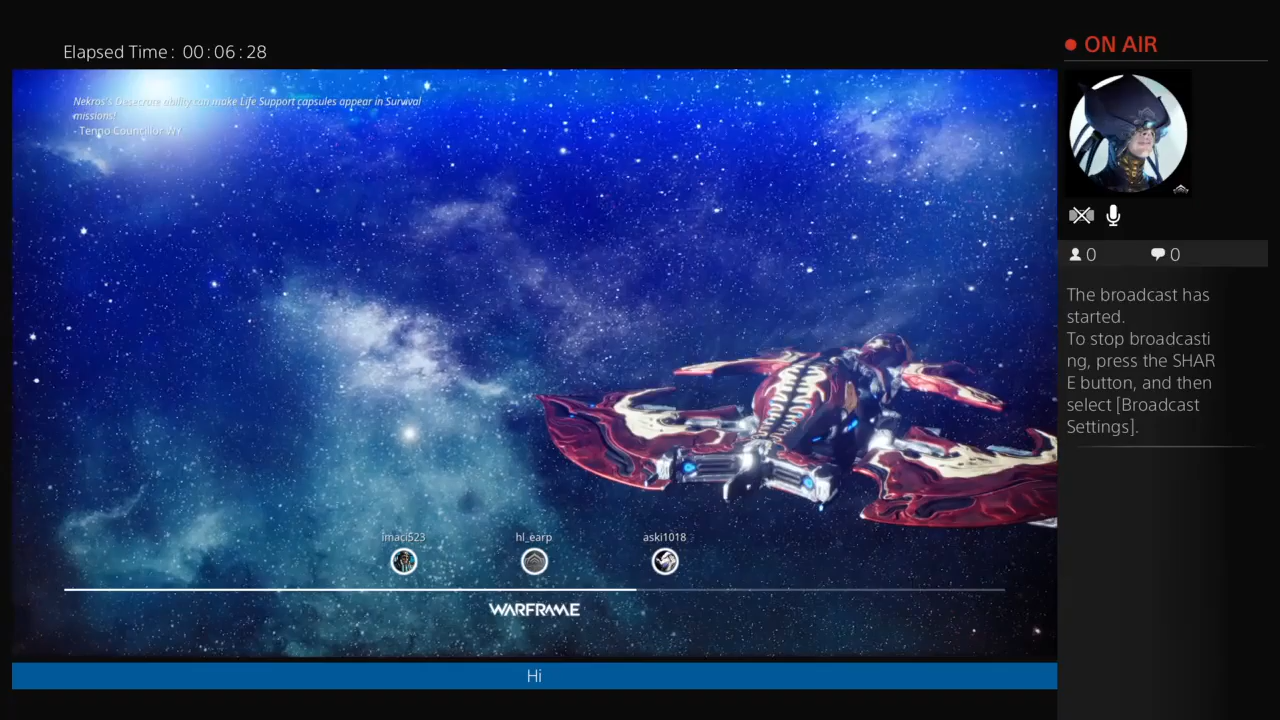 Elapsed Time: 00:06:28
ON AIR
Nekros's Desecrate ability can make Life Support capsules appear in Survival
missions!
- Tenno Councillor WY
0 0
The broadcast has
started.
To stop broadcasti
ng, press the SHAR
E button, and then
select [Broadcast
Settings].
imaci523 hl_earp aski1018
WARFRAME
Hi